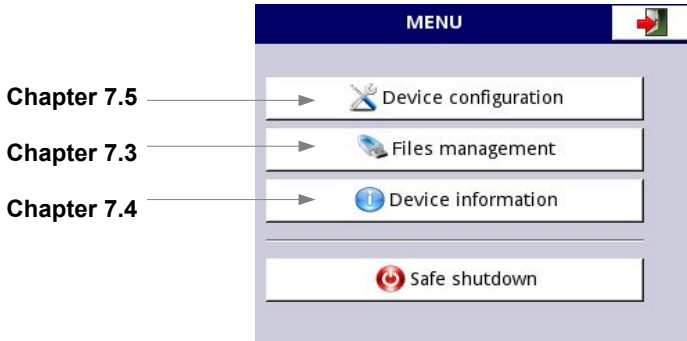 MENU
Chapter 7.5
Device configuration
Chapter 7.3
Files management
Chapter 7.4
Device information
Safe shutdown